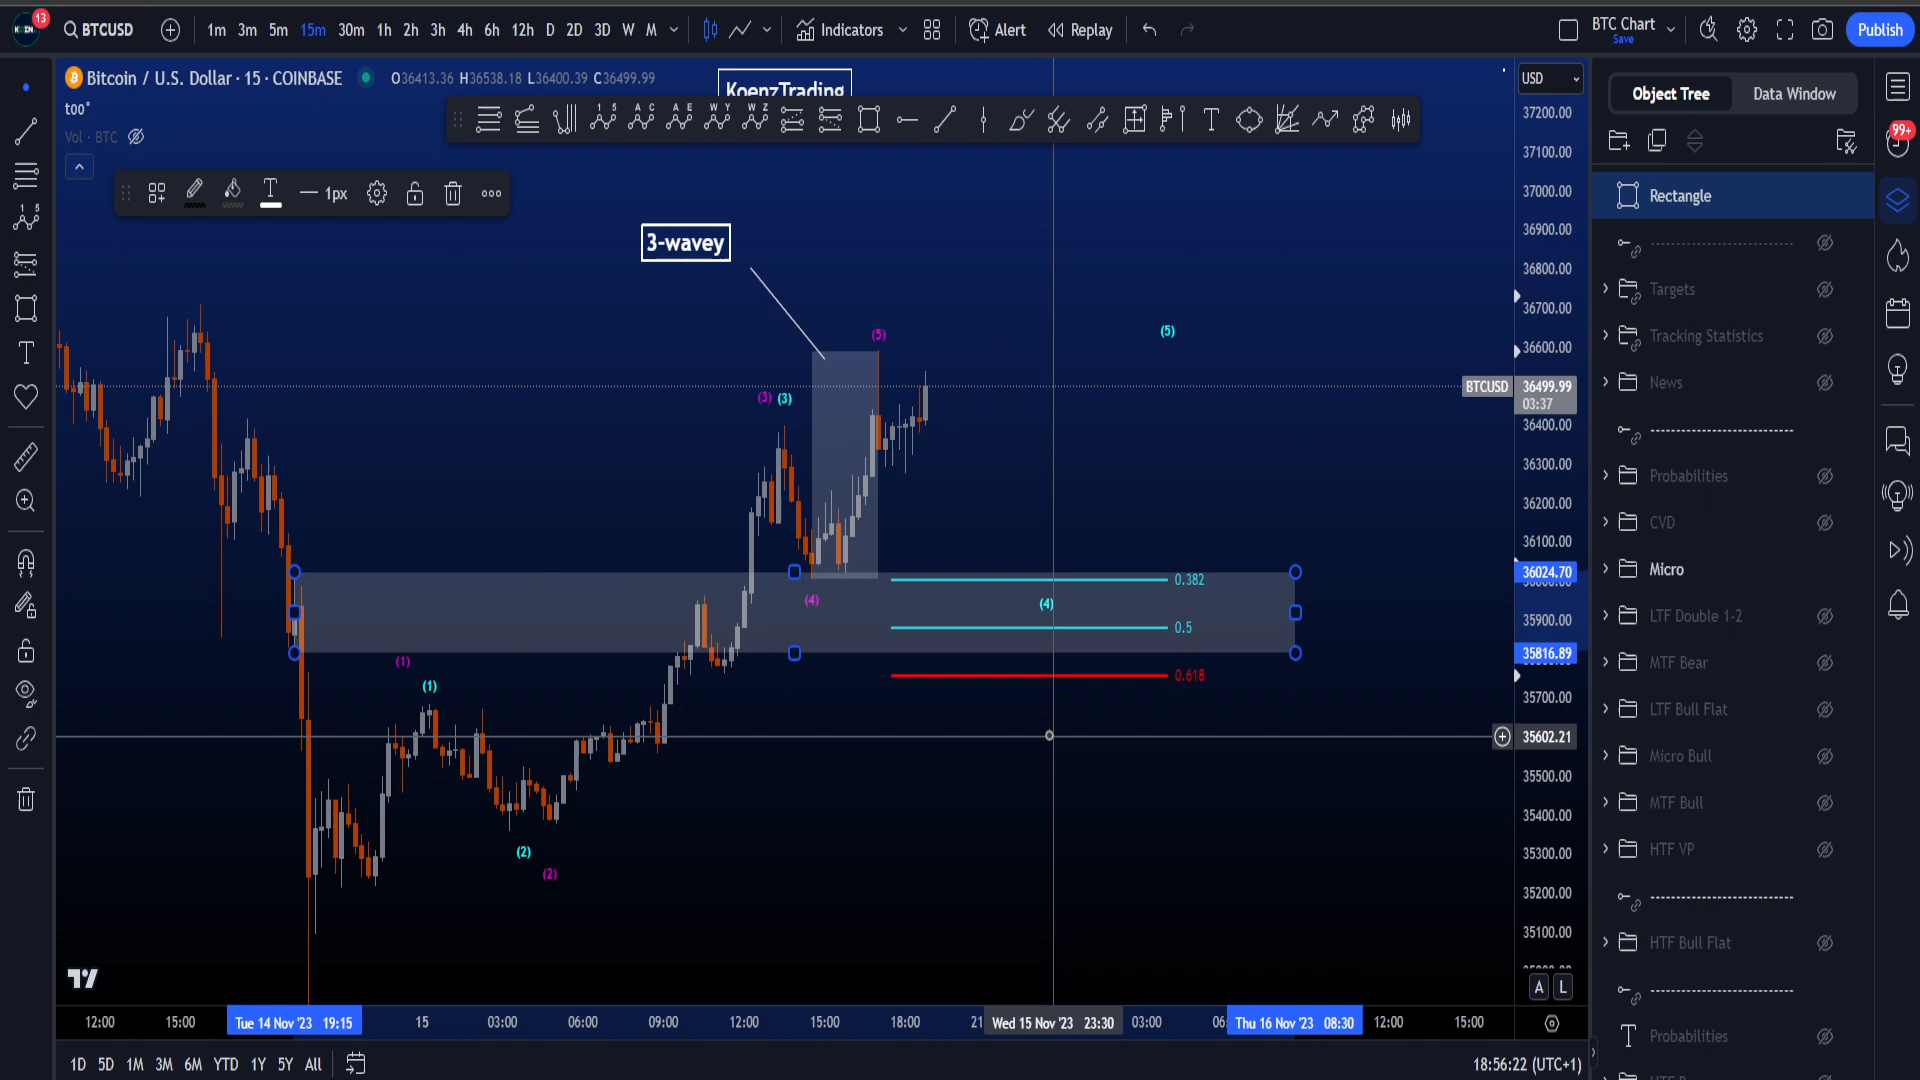 13
KOEN
BTCUSD
1m 3m 5m 15m 30m 1h 2h 3h 4h 6h 12h D 2D 3D W M
Indicators
Alert
Replay
BTC Chart
Save
Publish
Bitcoin / U.S. Dollar · 15 · COINBASE
O36413.36 H36538.18 L36400.39 C36499.99
too
Vol · BTC
KoenzTrading
1 5
A C
A E
W Y
W Z
T
T 1px
1 5
T
3-wavey
(5)
(5)
(3) (3)
(4)
(4)
(1)
(1)
(2)
(2)
0.382
0.5
0.618
USD
37200.00
37100.00
37000.00
36900.00
36800.00
36700.00
36600.00
BTCUSD 36499.99
03:37
36400.00
36300.00
36200.00
36100.00
36024.70
35900.00
35816.89
35700.00
35602.21
35500.00
35400.00
35300.00
35200.00
35100.00
A L
12:00 15:00 Tue 14 Nov '23 19:15 15 03:00 06:00 09:00 12:00 15:00 18:00 21 Wed 15 Nov '23 23:30 03:00 06: Thu 16 Nov '23 08:30 12:00 15:00
1D 5D 1M 3M 6M YTD 1Y 5Y All
18:56:22 (UTC+1)
Object Tree
Data Window
99+
Rectangle
----------------------------
Targets
Tracking Statistics
News
----------------------------
Probabilities
CVD
Micro
LTF Double 1-2
MTF Bear
LTF Bull Flat
Micro Bull
MTF Bull
HTF VP
----------------------------
HTF Bull Flat
----------------------------
T Probabilities